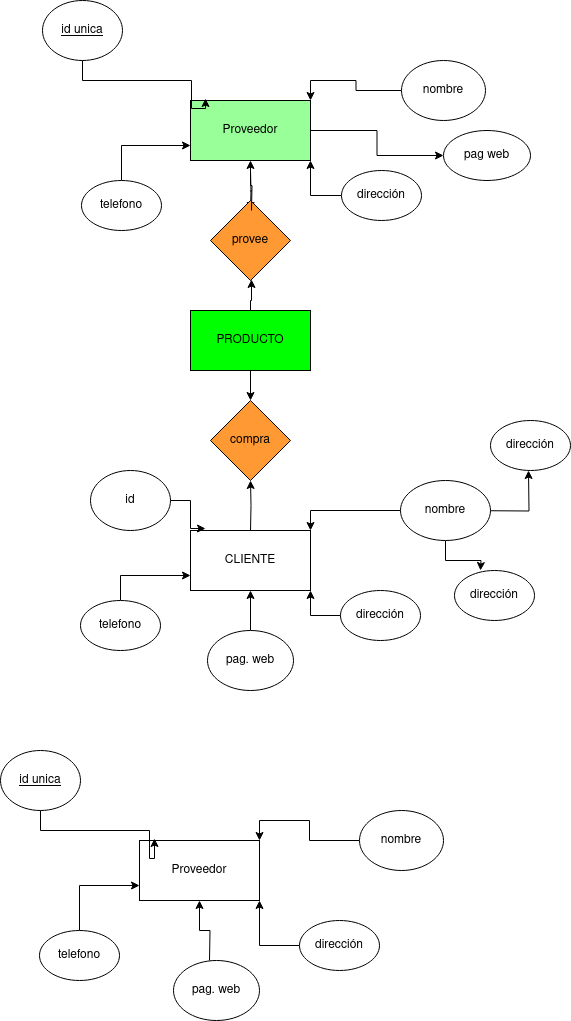 id unica
nombre
Proveedor
pag web
dirección
telefono
provee
PRODUCTO
compra
dirección
id
nombre
CLIENTE
dirección
dirección
telefono
pag. web
id unica
nombre
Proveedor
dirección
telefono
pag. web